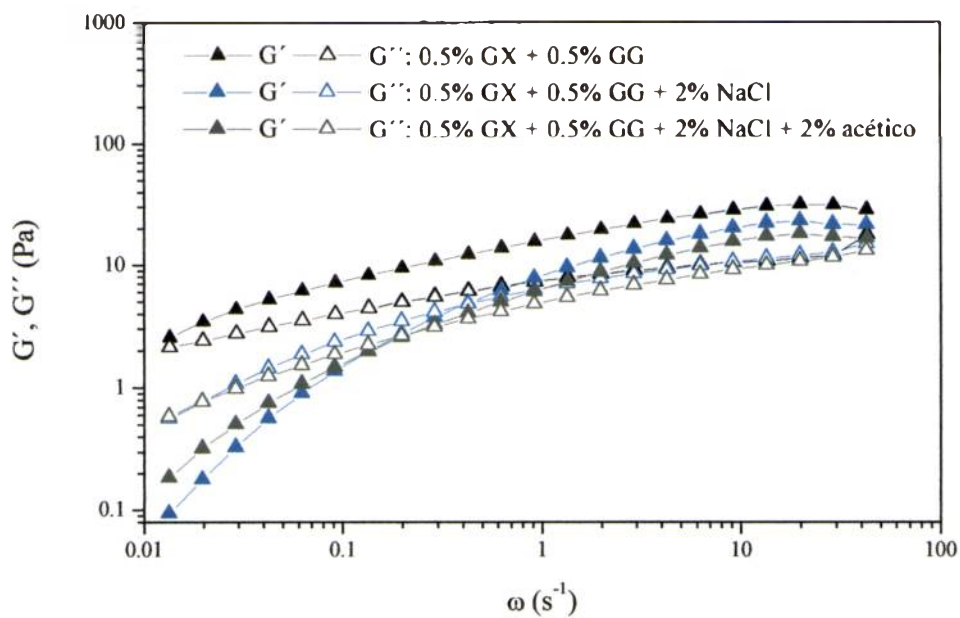 1000
G´ G´´: 0.5% GX + 0.5% GG
G´ G´´: 0.5% GX + 0.5% GG + 2% NaCl
G´ G´´: 0.5% GX + 0.5% GG + 2% NaCl + 2% acético
100
G´, G´´ (Pa)
10
1
0.1
0.01 0.1 1 10 100
ω (s⁻¹)